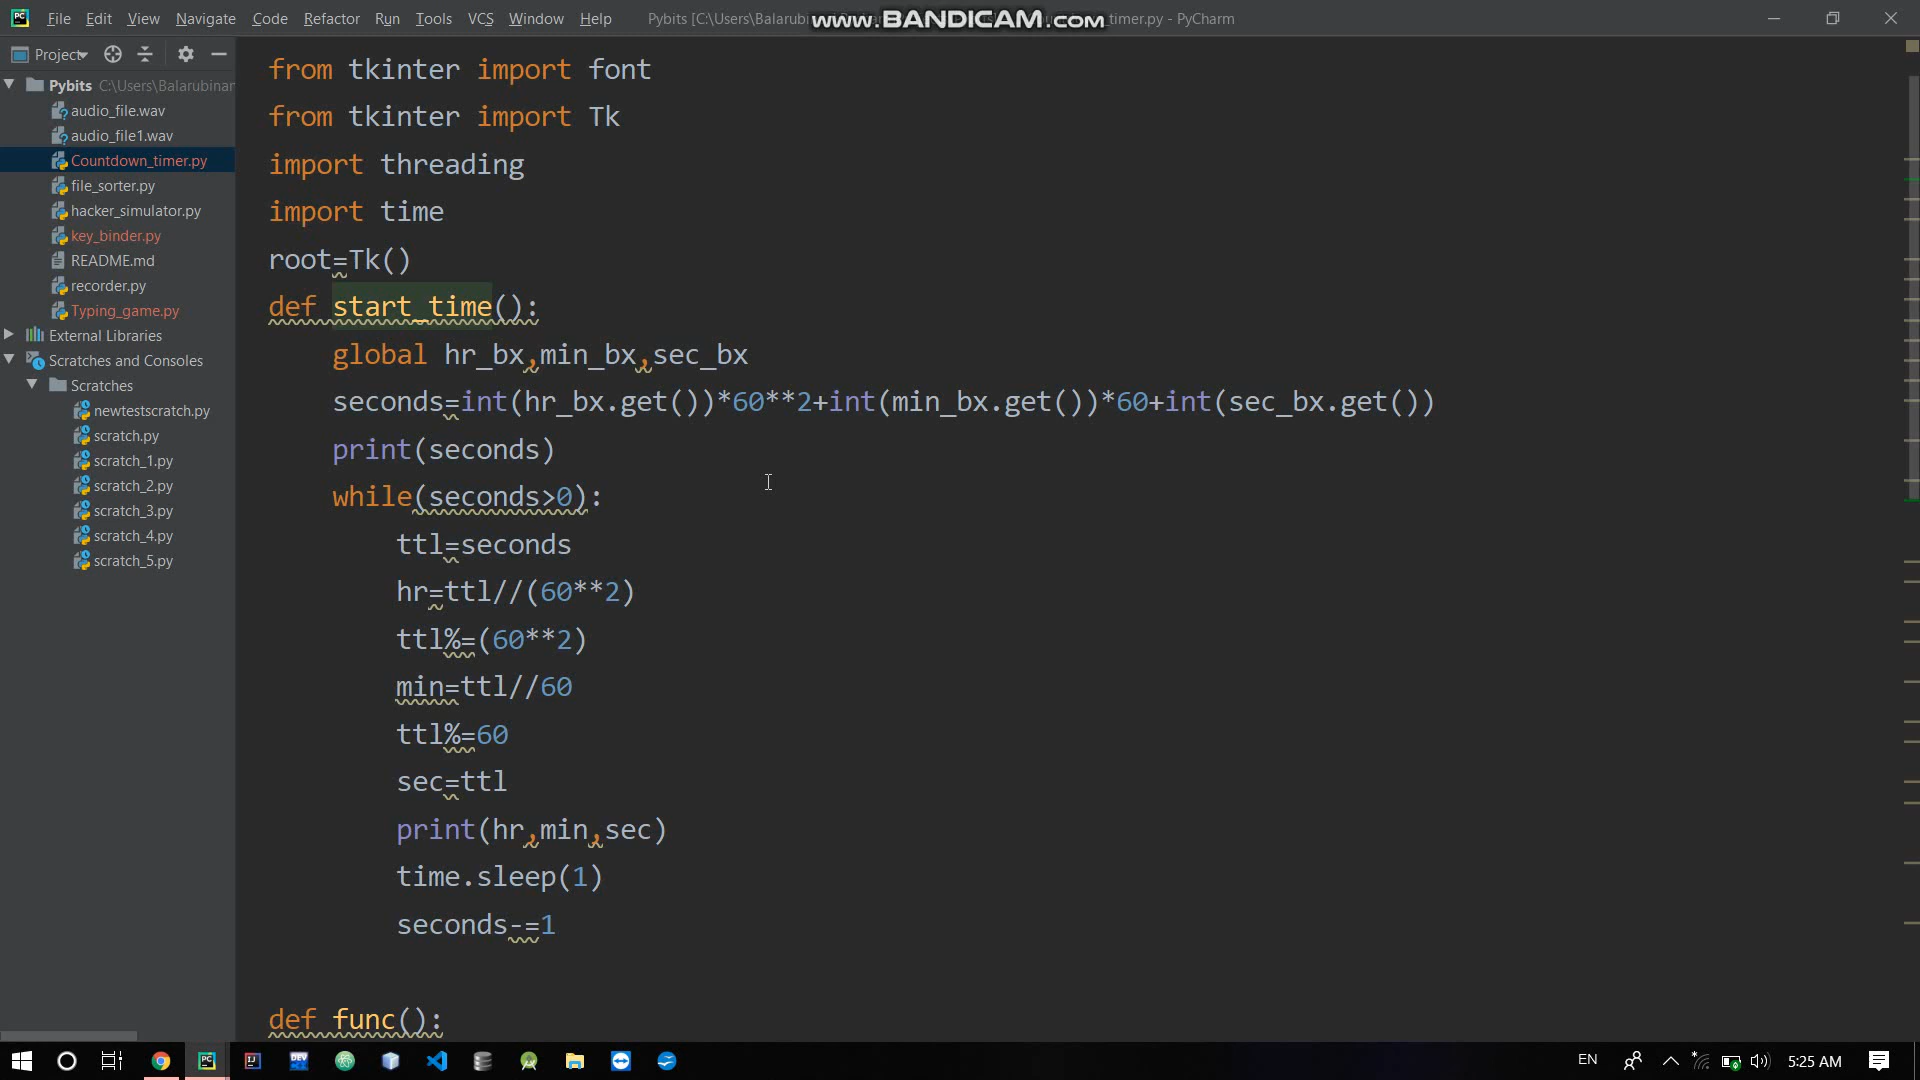 File Edit View Navigate Code Refactor Run Tools VCS Window Help Pybits [C:\Users\Balarubi timer.py - PyCharm
www.BANDICAM.com
Project
Pybits C:\Users\Balarubinan
audio_file.wav
audio_file1.wav
Countdown_timer.py
file_sorter.py
hacker_simulator.py
key_binder.py
README.md
recorder.py
Typing_game.py
External Libraries
Scratches and Consoles
Scratches
newtestscratch.py
scratch.py
scratch_1.py
scratch_2.py
scratch_3.py
scratch_4.py
scratch_5.py
from tkinter import font
from tkinter import Tk
import threading
import time
root=Tk()
def start_time():
global hr_bx,min_bx,sec_bx
seconds=int(hr_bx.get())*60**2+int(min_bx.get())*60+int(sec_bx.get())
print(seconds)
while(seconds>0):
ttl=seconds
hr=ttl//(60**2)
ttl%=(60**2)
min=ttl//60
ttl%=60
sec=ttl
print(hr,min,sec)
time.sleep(1)
seconds-=1
def func():
EN 5:25 AM